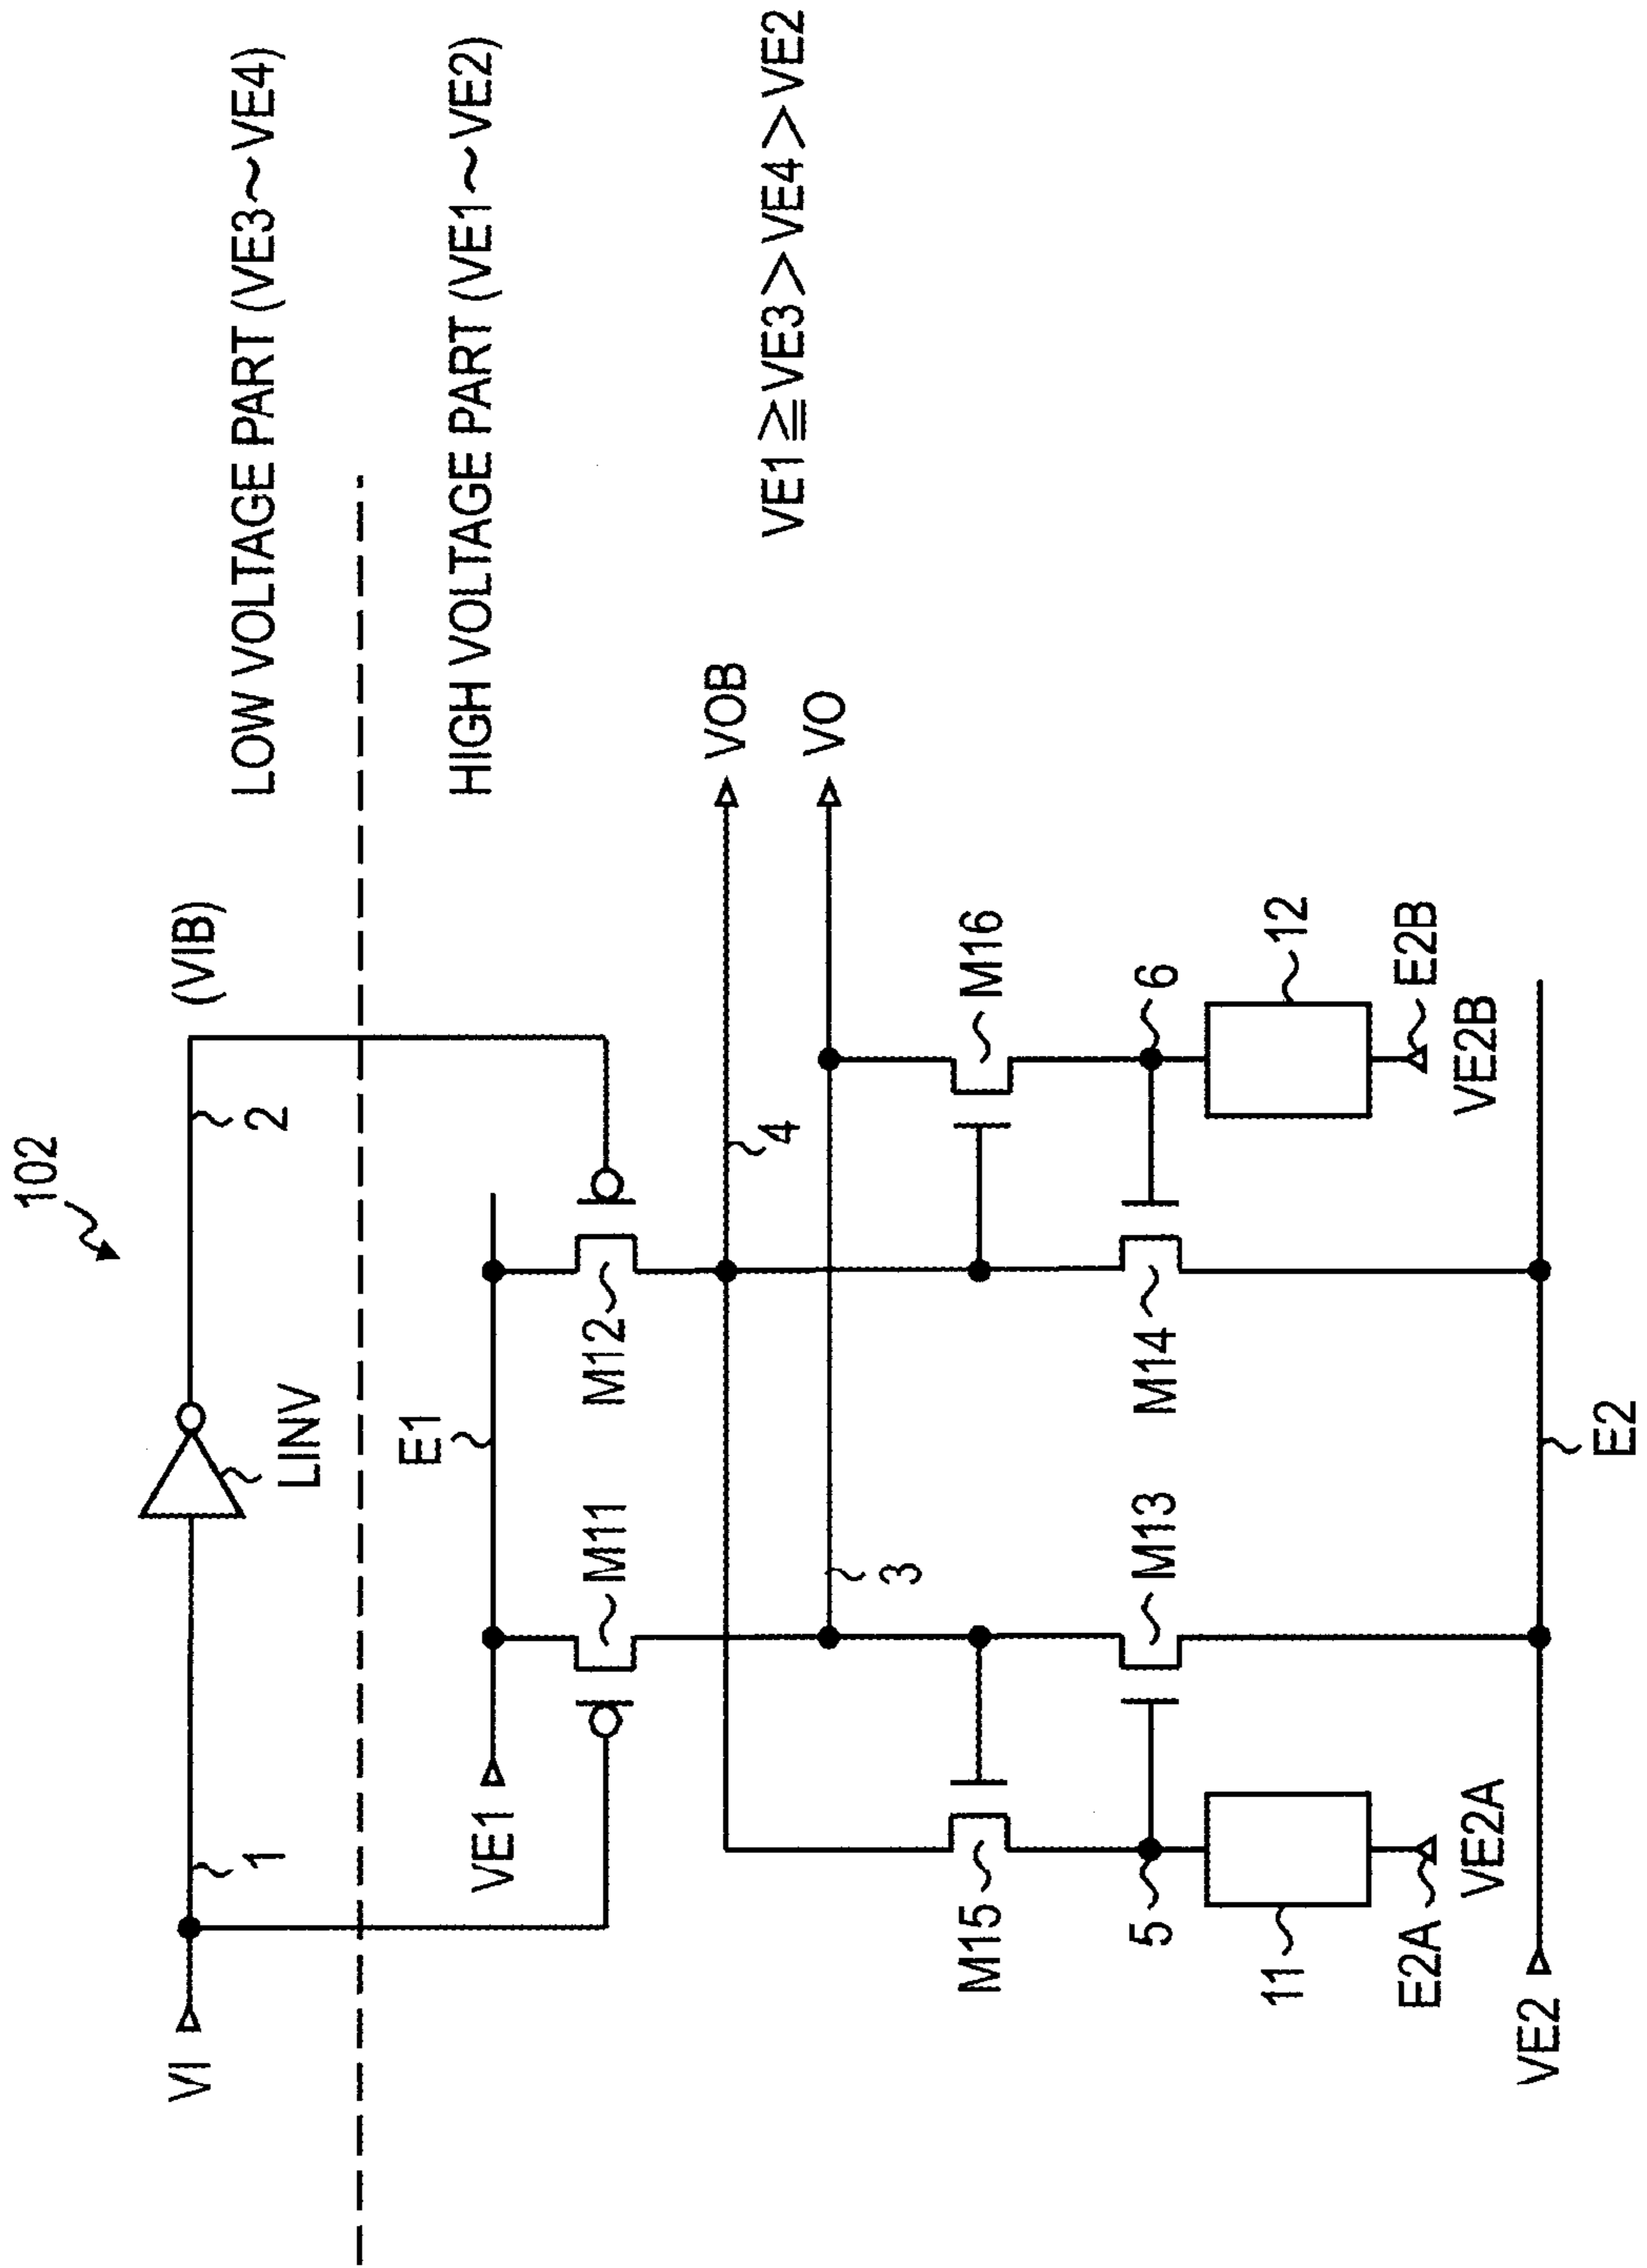 102
VI
1
LINV
2
(VIB)
LOW VOLTAGE PART (VE3~VE4)
HIGH VOLTAGE PART (VE1~VE2)
VE1
E1
M11
M12
VOB
VO
VE1≧VE3>VE4>VE2
3
4
M15
M16
5
M13
M14
6
11
12
E2A
VE2A
E2B
VE2B
VE2
E2